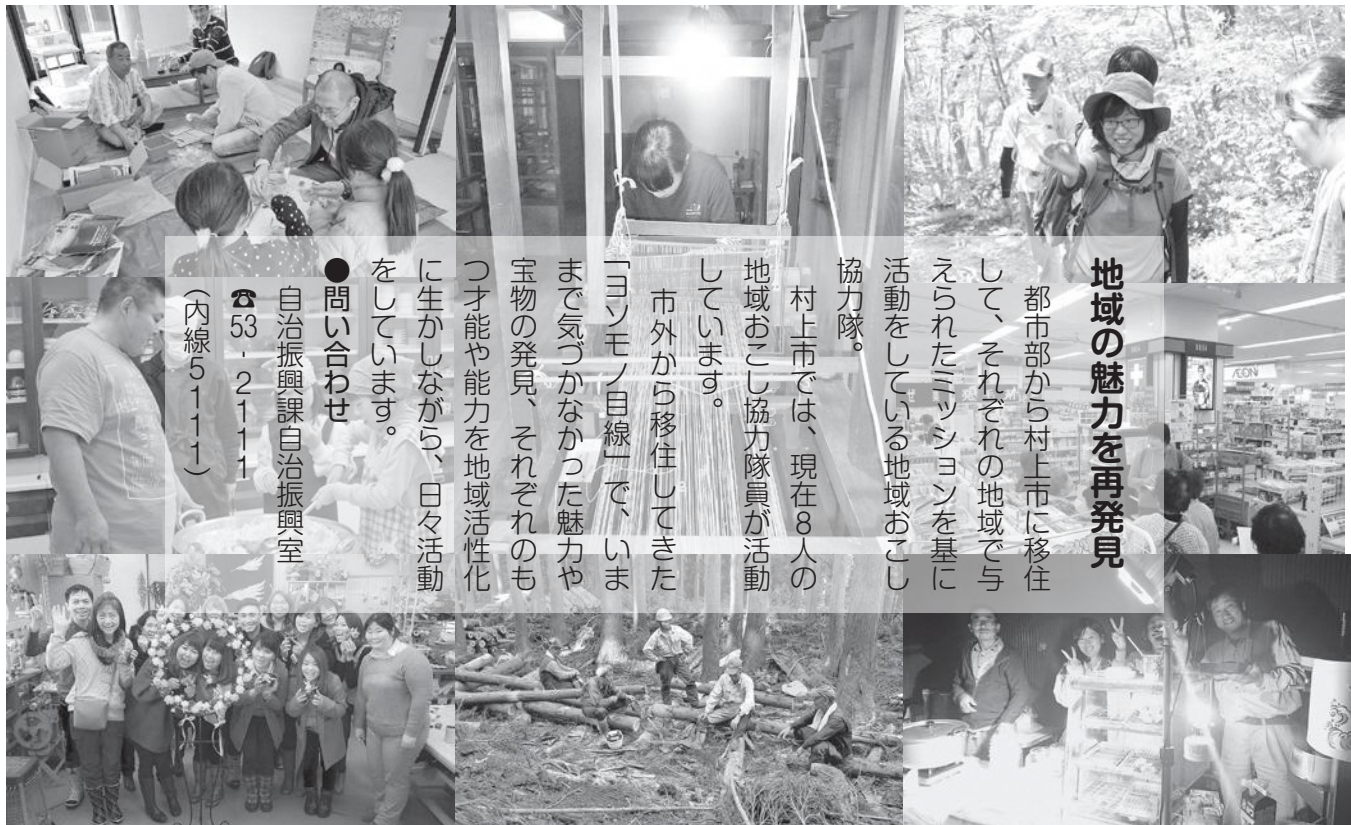 地域の魅力を再発見
都市部から村上市に移住
して、それぞれの地域で与
えられたミッションを基に
活動をしている地域おこし
協力隊。
村上市では、現在8人の
地域おこし協力隊員が活動
しています。
市外から移住してきた
「ヨソモノ目線」で、いま
まで気づかなかった魅力や
宝物の発見、それぞれのも
つ才能や能力を地域活性化
に生かしながら、日々活動
をしています。
●問い合わせ
自治振興課自治振興室
☎53-2111
(内線5111)
ÆON